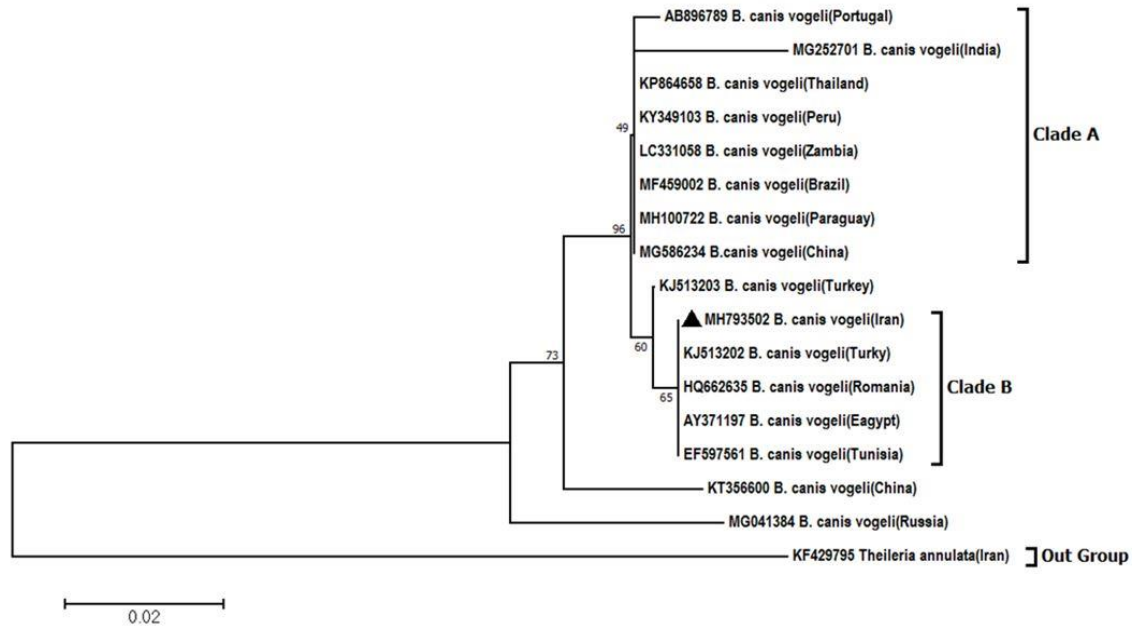 AB896789 B. canis vogeli(Portugal)
MG252701 B. canis vogeli(India)
KP864658 B. canis vogeli(Thailand)
49
KY349103 B. canis vogeli(Peru)
Clade A
LC331058 B. canis vogeli(Zambia)
MF459002 B. canis vogeli(Brazil)
MH100722 B. canis vogeli(Paraguay)
96
MG586234 B.canis vogeli(China)
KJ513203 B. canis vogeli(Turkey)
MH793502 B. canis vogeli(Iran)
60
KJ513202 B. canis vogeli(Turky)
73
HQ662635 B. canis vogeli(Romania)
Clade B
65
AY371197 B. canis vogeli(Eagypt)
EF597561 B. canis vogeli(Tunisia)
KT356600 B. canis vogeli(China)
MG041384 B. canis vogeli(Russia)
KF429795 Theileria annulata(Iran)
Out Group
0.02